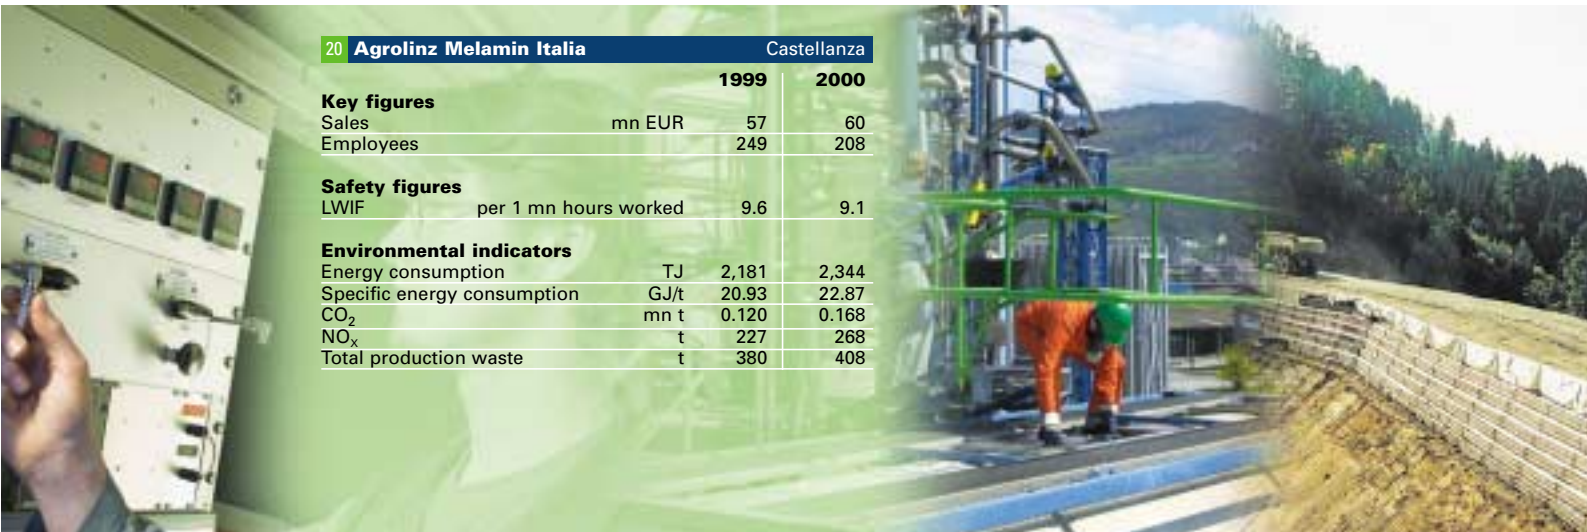 20 Agrolinz Melamin Italia Castellanza
1999 2000
Key figures
Sales mn EUR 57 60
Employees 249 208
Safety figures
LWIF per 1 mn hours worked 9.6 9.1
Environmental indicators
Energy consumption TJ 2,181 2,344
Specific energy consumption GJ/t 20.93 22.87
CO₂ mn t 0.120 0.168
NOₓ t 227 268
Total production waste t 380 408